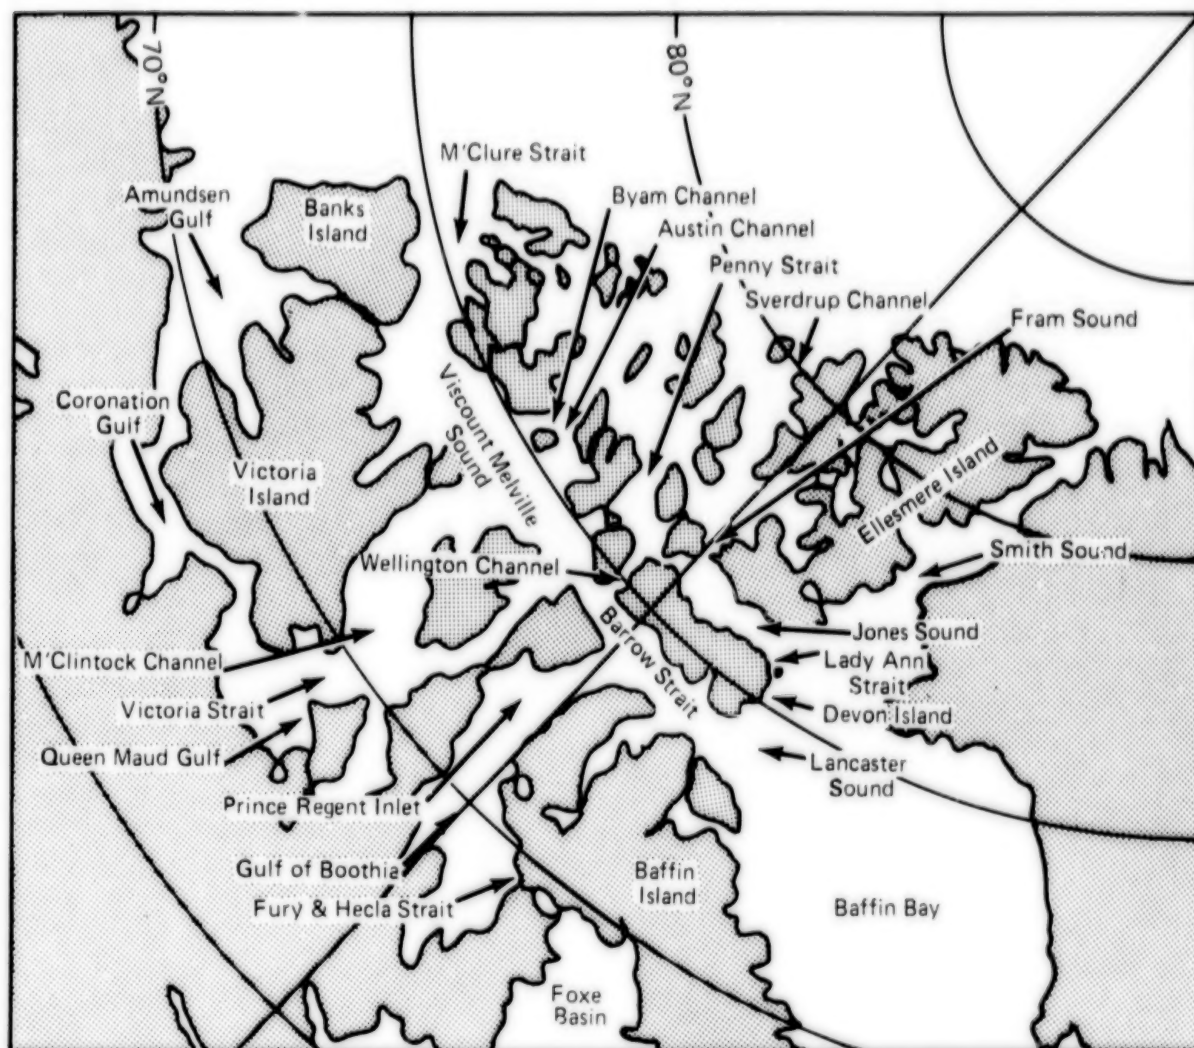 70°N
80°N
M'Clure Strait
Byam Channel
Amundsen
Gulf
Banks
Island
Austin Channel
Penny Strait
Sverdrup Channel
Fram Sound
Coronation
Gulf
Viscount Melville
Sound
Victoria
Island
Ellesmere Island
Smith Sound
Wellington Channel
Barrow Strait
Jones Sound
M'Clintock Channel
Lady Ann
Strait
Victoria Strait
Devon Island
Queen Maud Gulf
Lancaster
Sound
Prince Regent Inlet
Gulf of Boothia
Baffin
Island
Fury & Hecla Strait
Baffin Bay
Foxe
Basin